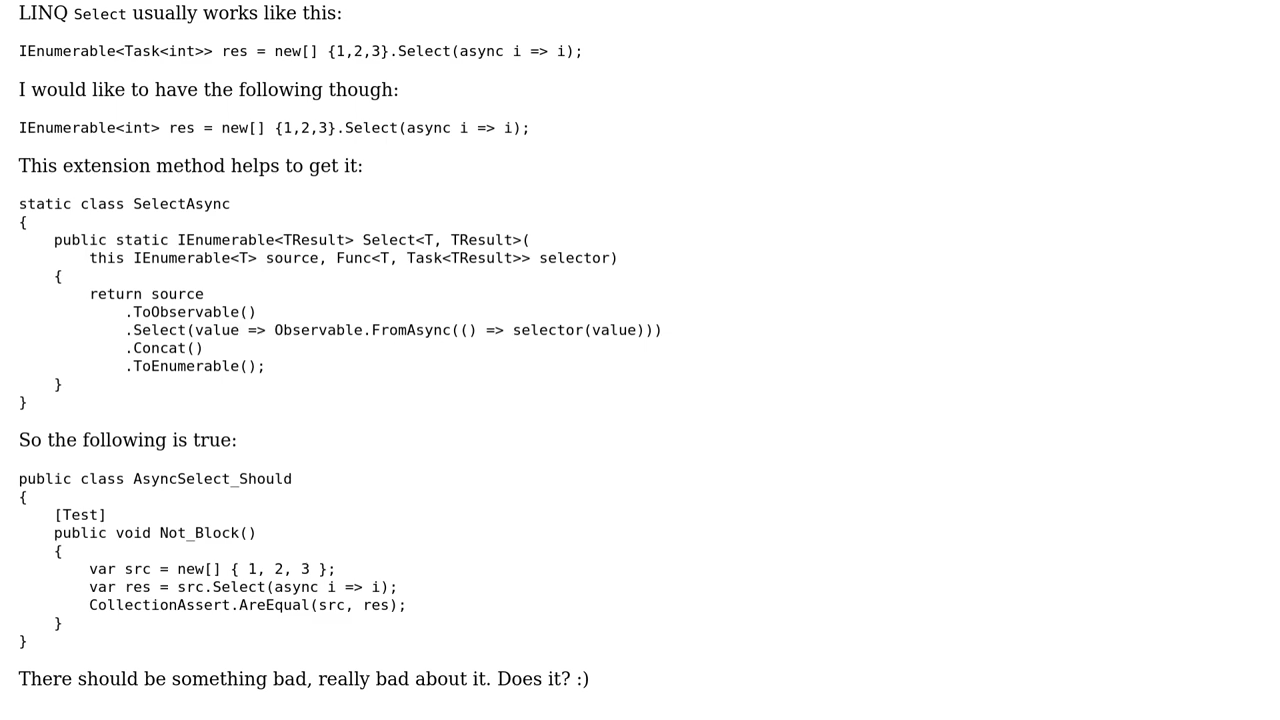 LINQ Select usually works like this:
IEnumerable<Task<int>> res = new[] {1,2,3}.Select(async i => i);
I would like to have the following though:
IEnumerable<int> res = new[] {1,2,3}.Select(async i => i);
This extension method helps to get it:
static class SelectAsync
{
    public static IEnumerable<TResult> Select<T, TResult>(
        this IEnumerable<T> source, Func<T, Task<TResult>> selector)
    {
        return source
            .ToObservable()
            .Select(value => Observable.FromAsync(() => selector(value)))
            .Concat()
            .ToEnumerable();
    }
}
So the following is true:
public class AsyncSelect_Should
{
    [Test]
    public void Not_Block()
    {
        var src = new[] { 1, 2, 3 };
        var res = src.Select(async i => i);
        CollectionAssert.AreEqual(src, res);
    }
}
There should be something bad, really bad about it. Does it? :)